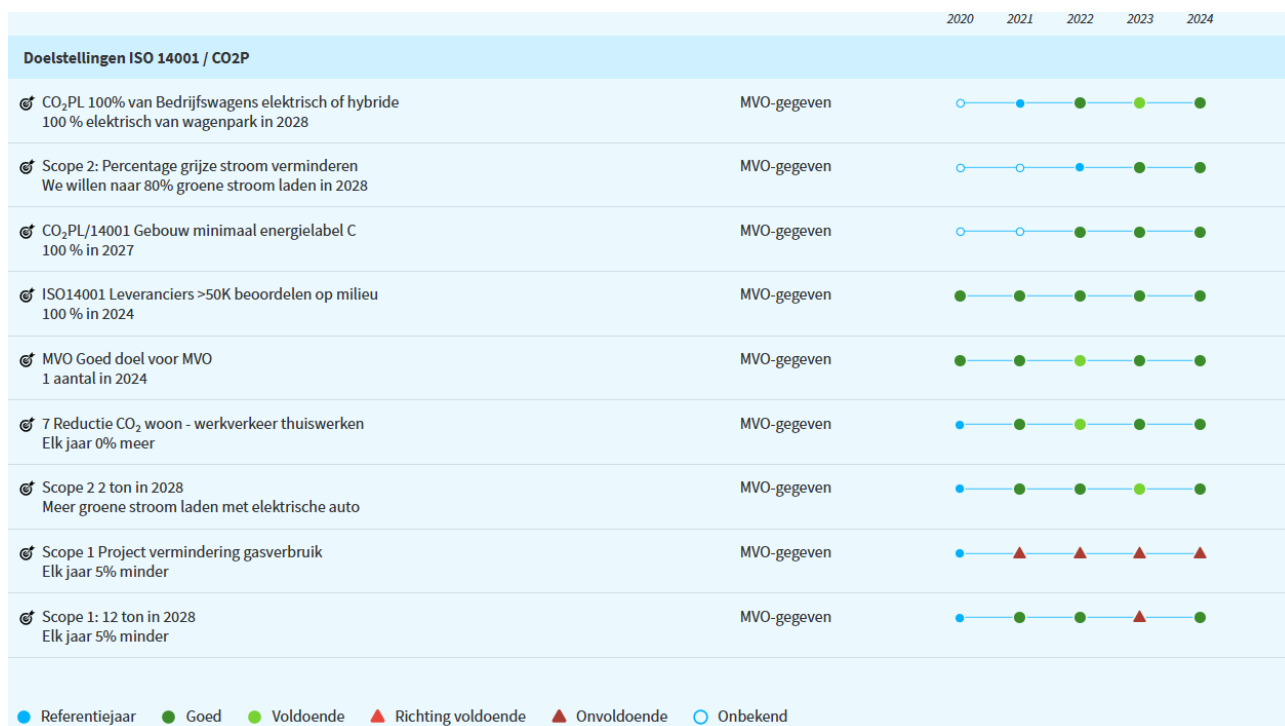 2020 2021 2022 2023 2024
Doelstellingen ISO 14001 / CO2P
CO₂PL 100% van Bedrijfswagens elektrisch of hybride MVO-gegeven
100 % elektrisch van wagenpark in 2028
Scope 2: Percentage grijze stroom verminderen MVO-gegeven
We willen naar 80% groene stroom laden in 2028
CO₂PL/14001 Gebouw minimaal energielabel C MVO-gegeven
100 % in 2027
ISO14001 Leveranciers >50K beoordelen op milieu MVO-gegeven
100 % in 2024
MVO Goed doel voor MVO MVO-gegeven
1 aantal in 2024
7 Reductie CO₂ woon - werkverkeer thuiswerken MVO-gegeven
Elk jaar 0% meer
Scope 2 2 ton in 2028 MVO-gegeven
Meer groene stroom laden met elektrische auto
Scope 1 Project vermindering gasverbruik MVO-gegeven
Elk jaar 5% minder
Scope 1: 12 ton in 2028 MVO-gegeven
Elk jaar 5% minder
Referentiejaar Goed Voldoende Richting voldoende Onvoldoende Onbekend